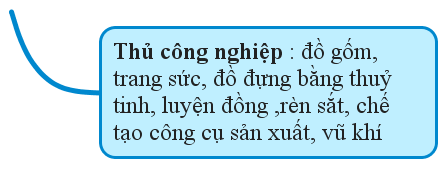 Thủ công nghiệp : đồ gốm,
trang sức, đồ đựng bằng thuỷ
tinh, luyện đồng ,rèn sắt, chế
tạo công cụ sản xuất, vũ khí